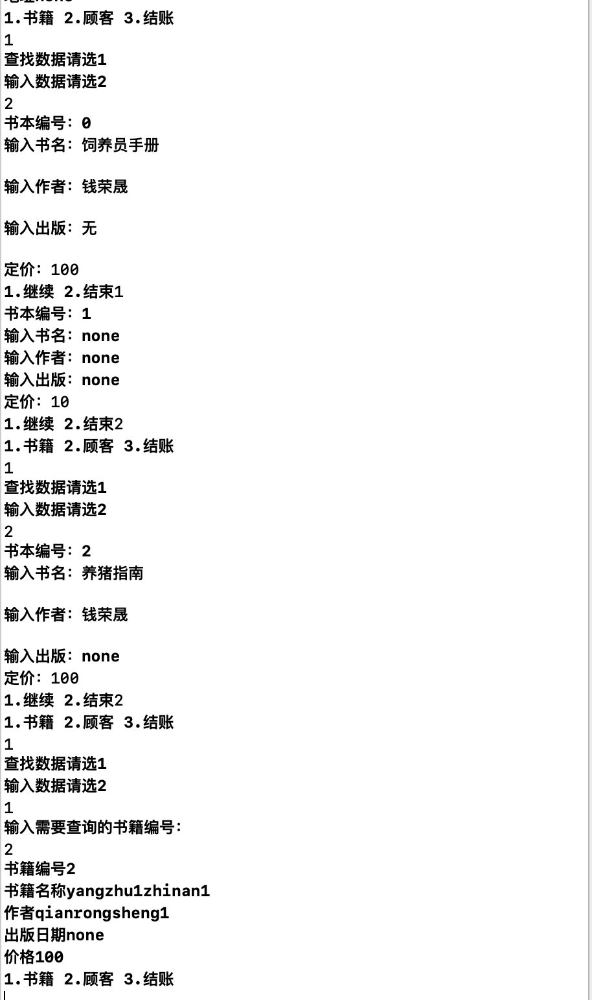 1.书籍 2.顾客 3.结账
1
查找数据请选1
输入数据请选2
2
书本编号：0
输入书名：饲养员手册
输入作者：钱荣晟
输入出版：无
定价：100
1.继续 2.结束1
书本编号：1
输入书名：none
输入作者：none
输入出版：none
定价：10
1.继续 2.结束2
1.书籍 2.顾客 3.结账
1
查找数据请选1
输入数据请选2
2
书本编号：2
输入书名：养猪指南
输入作者：钱荣晟
输入出版：none
定价：100
1.继续 2.结束2
1.书籍 2.顾客 3.结账
1
查找数据请选1
输入数据请选2
1
输入需要查询的书籍编号：
2
书籍编号2
书籍名称yangzhu1zhinan1
作者qianrongsheng1
出版日期none
价格100
1.书籍 2.顾客 3.结账